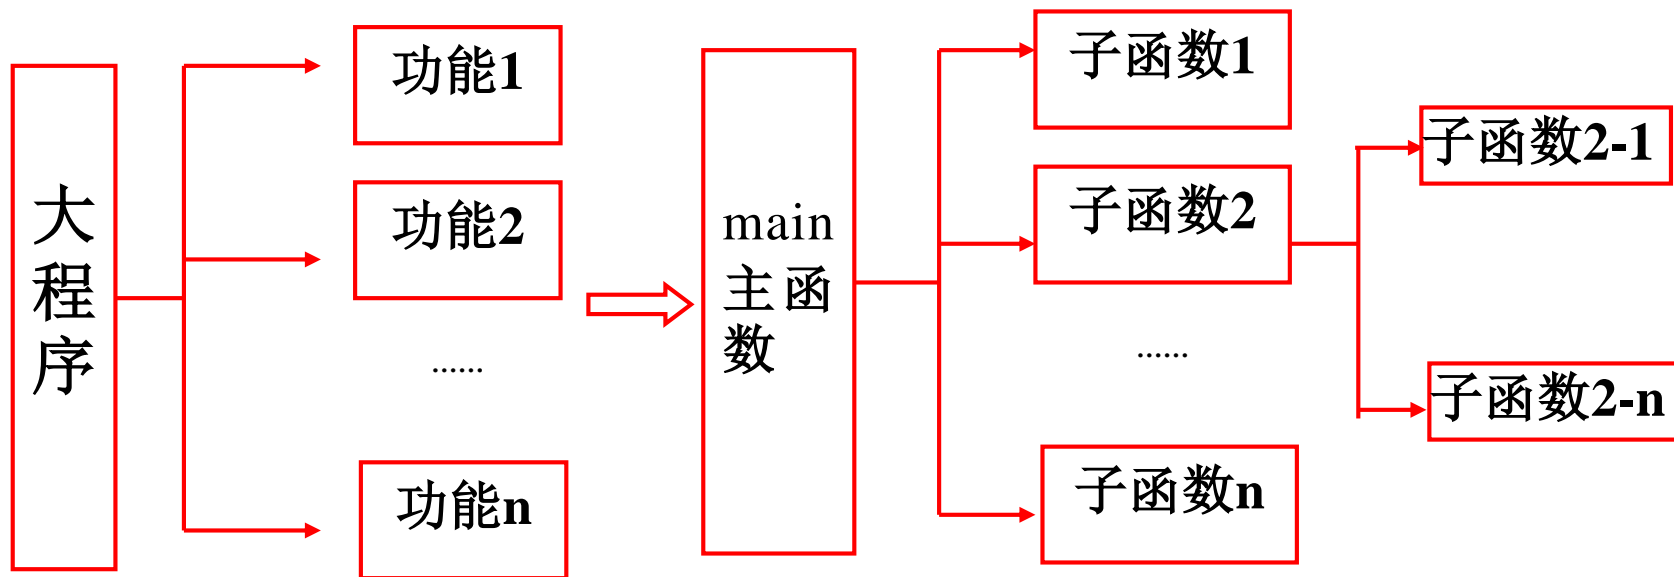 大
程
序
功能1
功能2
......
功能n
main
主函
数
子函数1
子函数2
......
子函数n
子函数2-1
子函数2-n